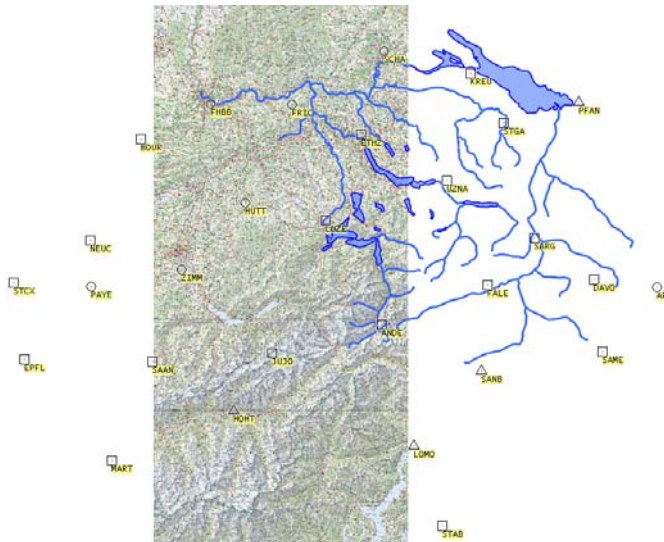 SCHA
KREU
PFAN
FHBB
FRIC
STGA
BOUR
ETHZ
UZNA
HUTT
LUZE
NEUC
SARG
ZIMM
STCX
PAYE
FALE
DAVO
ANDE
EPFL
SAAN
JUJO
SAME
SANB
HOHT
LOMO
MART
STAB